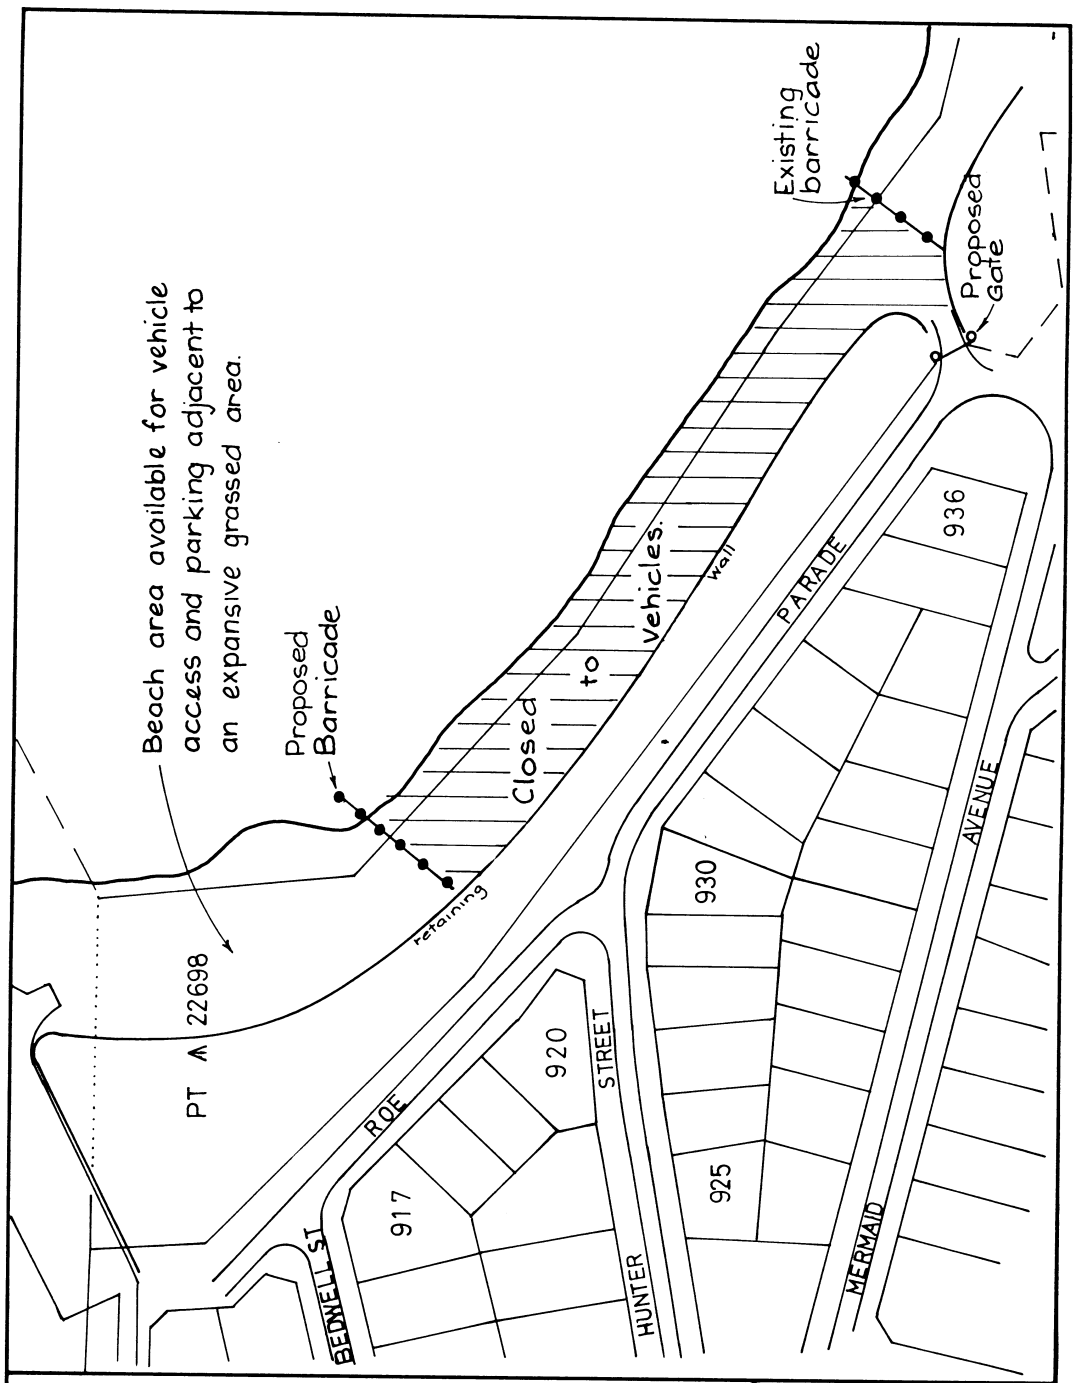 Beach area available for vehicle
access and parking adjacent to
an expansive grassed area.
Proposed
Barricade
Existing
barricade
Proposed
Gate
Closed
to
Vehicles.
retaining
wall
PT ⋔ 22698
ROE
PARADE
BEDWELL ST
HUNTER
STREET
MERMAID
AVENUE
917
920
925
930
936